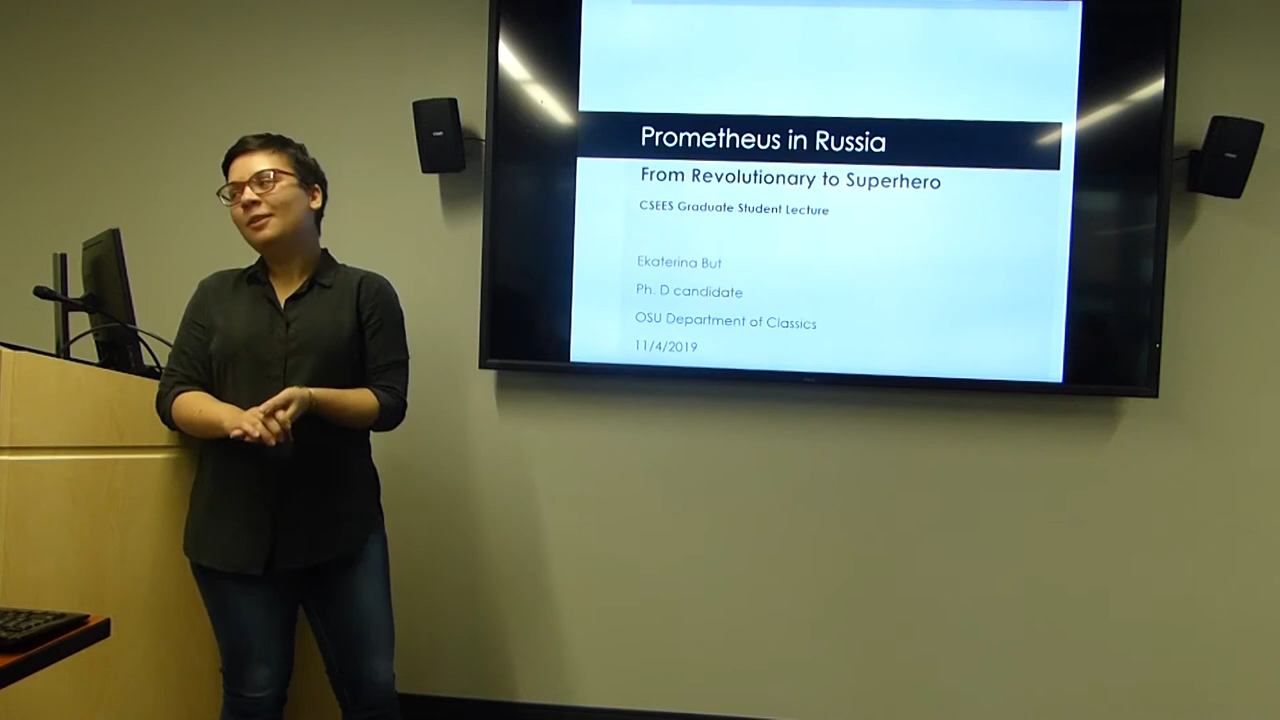 Prometheus in Russia
From Revolutionary to Superhero
CSEES Graduate Student Lecture
Ekaterina But
Ph. D candidate
OSU Department of Classics
11/4/2019